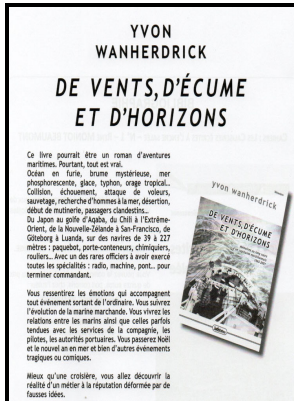 YVON
WANHERDRICK
DE VENTS, D'ÉCUME
ET D'HORIZONS
Ce livre pourrait être un roman d'aventures
maritimes. Pourtant, tout est vrai.
Océan en furie, brume mystérieuse, mer
phosphorescente, glace, typhon, orage tropical...
Collision, échouement, attaque de voleurs,
sauvetage, recherche d'hommes à la mer, désertion,
début de mutinerie, passagers clandestins...
Du Japon au golfe d'Aqaba, du Chili à l'Extrême-
Orient, de la Nouvelle-Zélande à San-Francisco, de
Göteborg à Luanda, sur des navires de 39 à 227
mètres : paquebot, porte-conteneurs, chimiquiers,
rouliers... Avec un des rares officiers à avoir exercé
toutes les spécialités : radio, machine, pont... pour
terminer commandant.
Vous ressentirez les émotions qui accompagnent
tout événement sortant de l'ordinaire. Vous suivrez
l'évolution de la marine marchande. Vous vivrez les
relations entre les marins ainsi que celles parfois
tendues avec les services de la compagnie, les
pilotes, les autorités portuaires. Vous passerez Noël
et le nouvel an en mer et bien d'autres événements
tragiques ou comiques.
Mieux qu'une croisière, vous allez découvrir la
réalité d'un métier à la réputation déformée par de
fausses idées.
yvon wanherdrick
DE VENTS, D'ÉCUME
ET D'HORIZONS